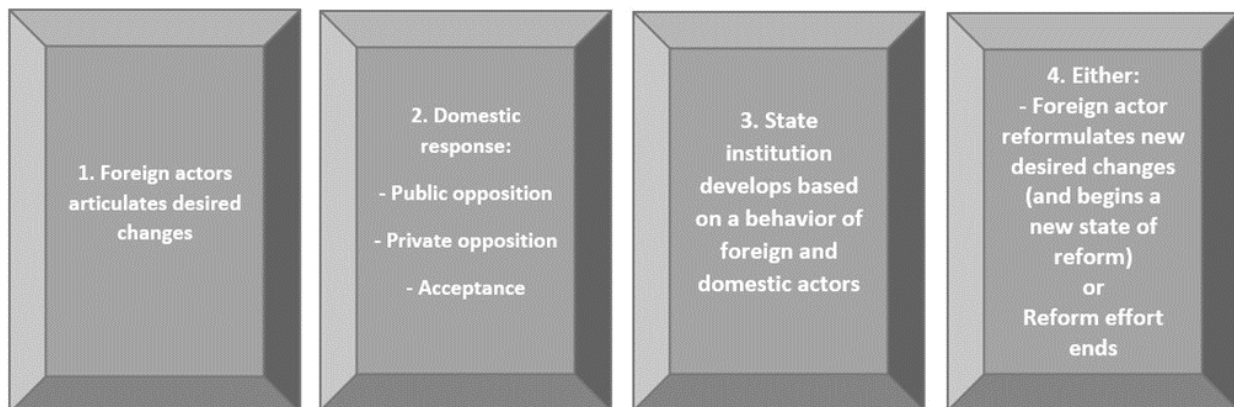 1. Foreign actors
articulates desired
changes
2. Domestic
response:
- Public opposition
- Private opposition
- Acceptance
3. State
institution
develops based
on a behavior of
foreign and
domestic actors
4. Either:
- Foreign actor
reformulates new
desired changes
(and begins a
new state of
reform)
or
Reform effort
ends